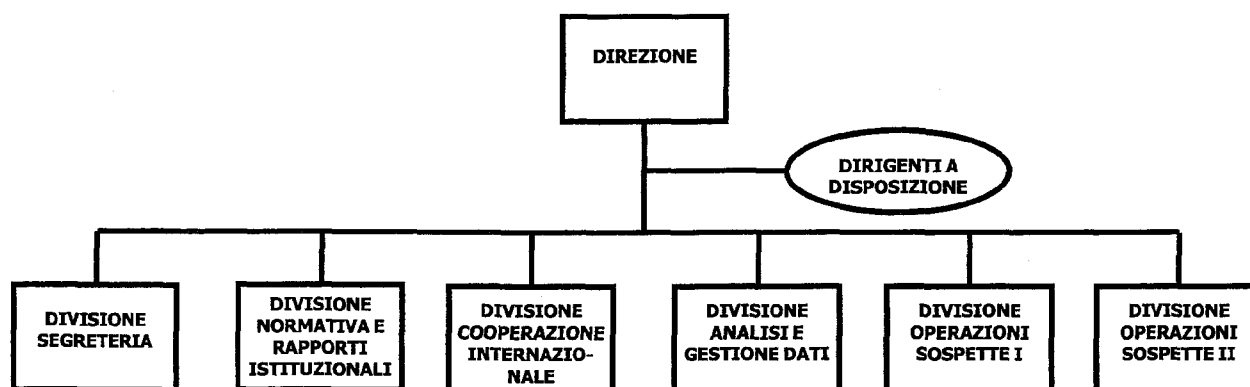 DIREZIONE
DIRIGENTI A
DISPOSIZIONE
DIVISIONE
SEGRETERIA
DIVISIONE
NORMATIVA E
RAPPORTI
ISTITUZIONALI
DIVISIONE
COOPERAZIONE
INTERNAZIO-
NALE
DIVISIONE
ANALISI E
GESTIONE DATI
DIVISIONE
OPERAZIONI
SOSPETTE I
DIVISIONE
OPERAZIONI
SOSPETTE II